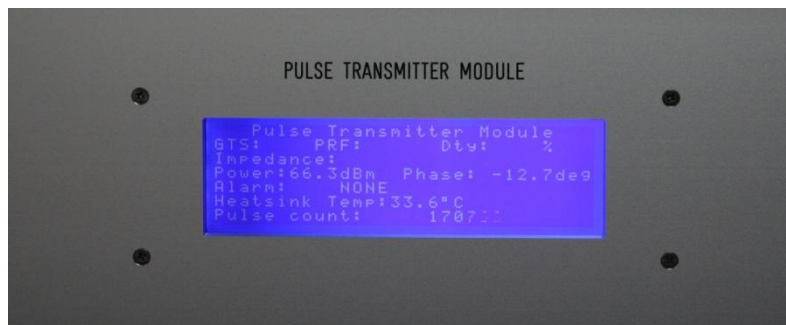 PULSE TRANSMITTER MODULE
Pulse Transmitter Module
GTS: PRF: Dty: %
Impedance:
Power:66.3dBm Phase: -12.7deg
Alarm: NONE
Heatsink Temp:33.6°C
Pulse count: